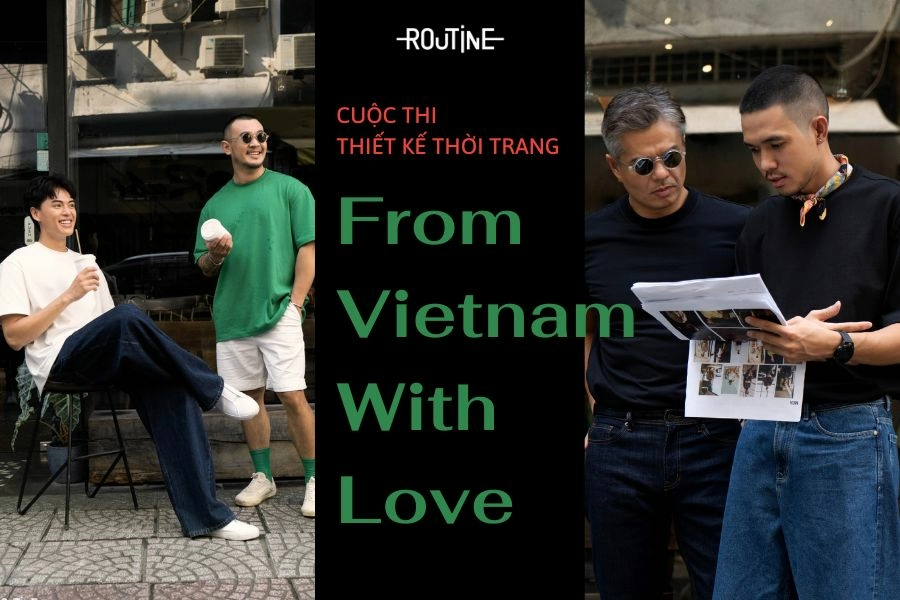 ROUTINE
CUỘC THI
THIẾT KẾ THỜI TRANG
From
Vietnam
With
Love